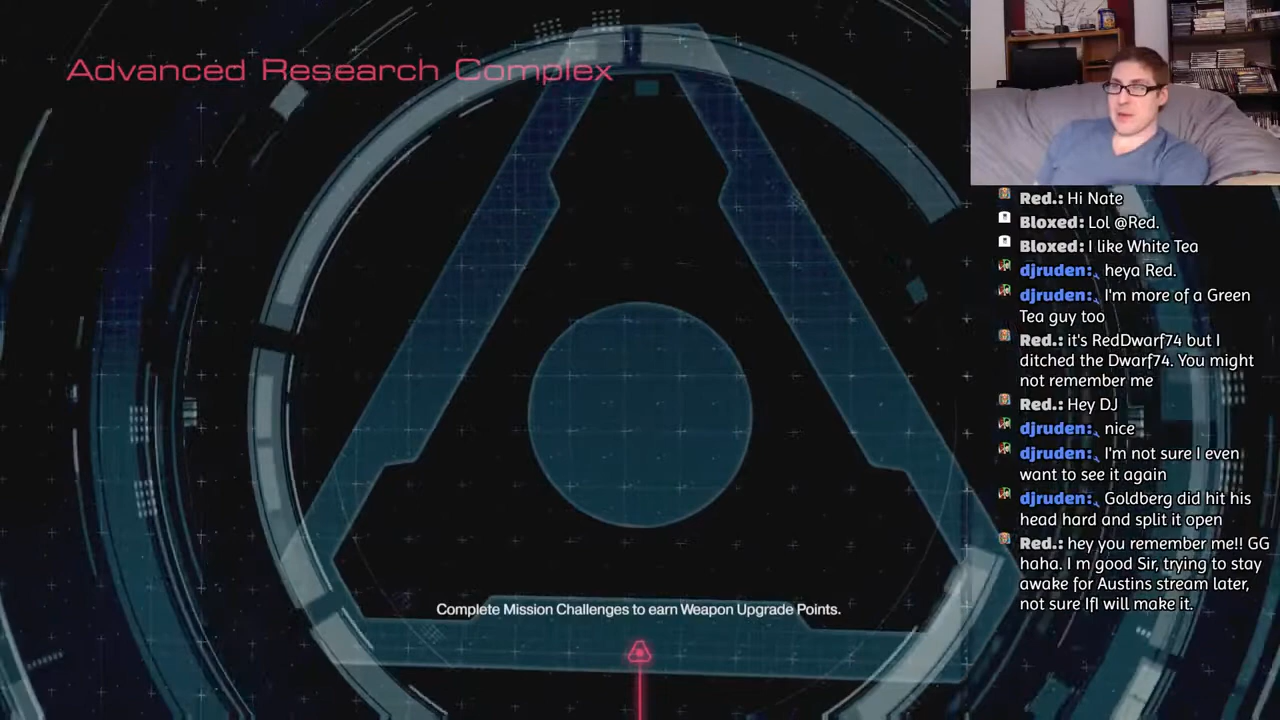 Advanced Research Complex
Complete Mission Challenges to earn Weapon Upgrade Points.
Red.: Hi Nate
Bloxed: Lol @Red.
Bloxed: I like White Tea
djruden: heya Red.
djruden: I'm more of a Green
Tea guy too
Red.: it's RedDwarf74 but I
ditched the Dwarf74. You might
not remember me
Red.: Hey DJ
djruden: nice
djruden: I'm not sure I even
want to see it again
djruden: Goldberg did hit his
head hard and split it open
Red.: hey you remember me!! GG
haha. I m good Sir, trying to stay
awake for Austins stream later,
not sure IfI will make it.